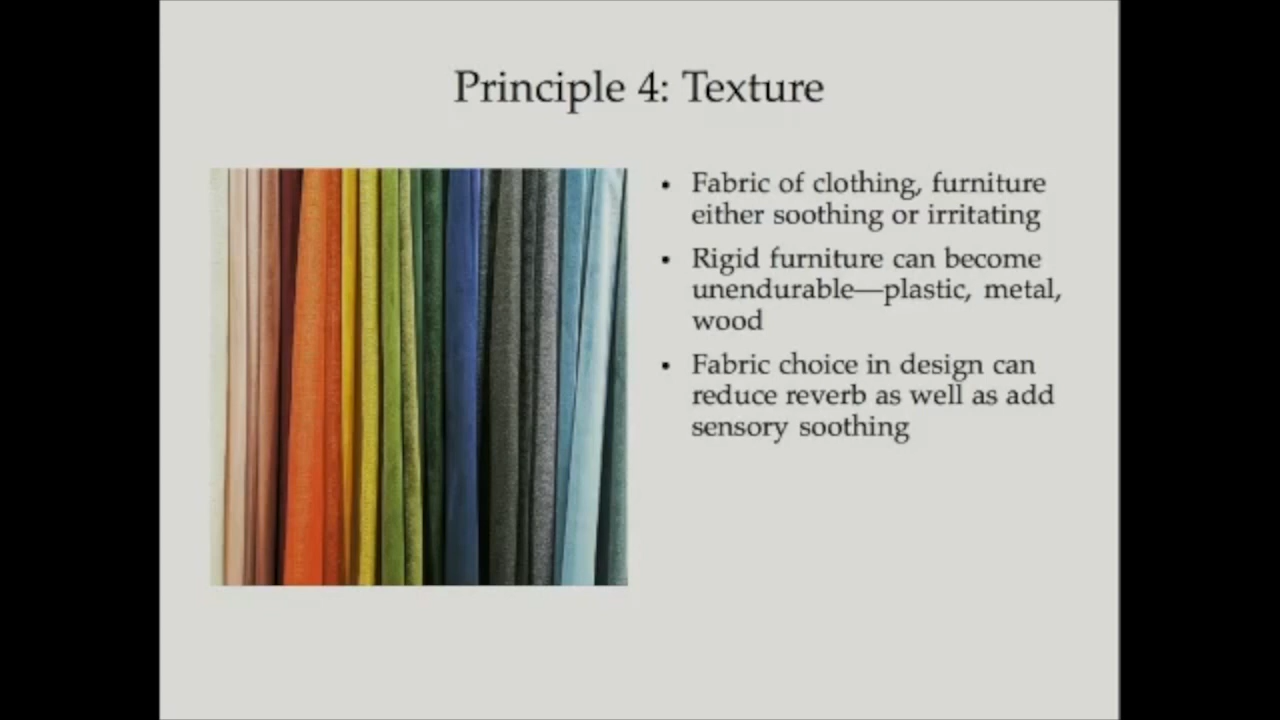 Principle 4: Texture
• Fabric of clothing, furniture
either soothing or irritating
• Rigid furniture can become
unendurable—plastic, metal,
wood
• Fabric choice in design can
reduce reverb as well as add
sensory soothing